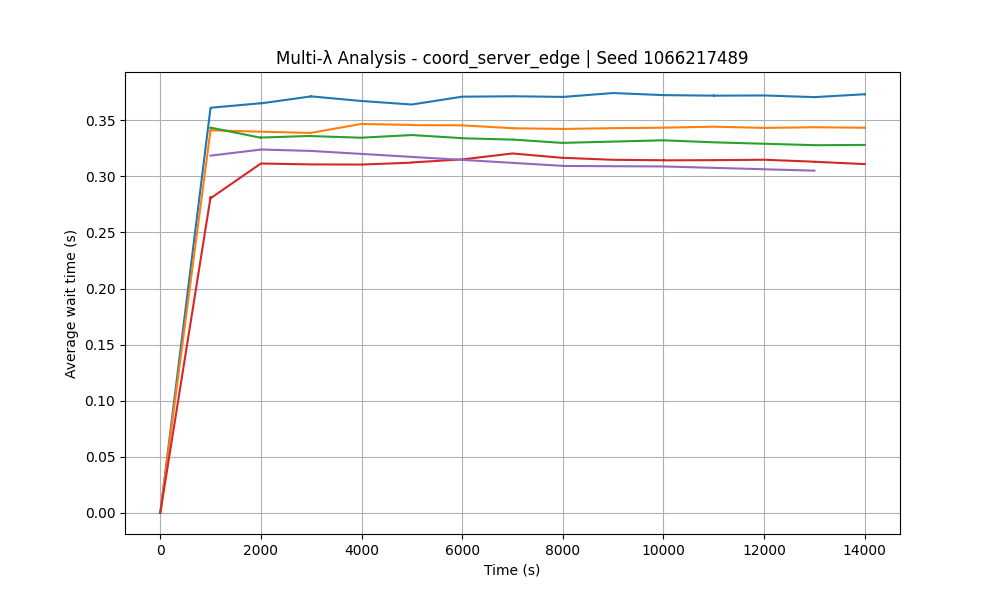 Multi-λ Analysis - coord_server_edge | Seed 1066217489
Average wait time (s)
0.35
0.30
0.25
0.20
0.15
0.10
0.05
0.00
0 2000 4000 6000 8000 10000 12000 14000
Time (s)